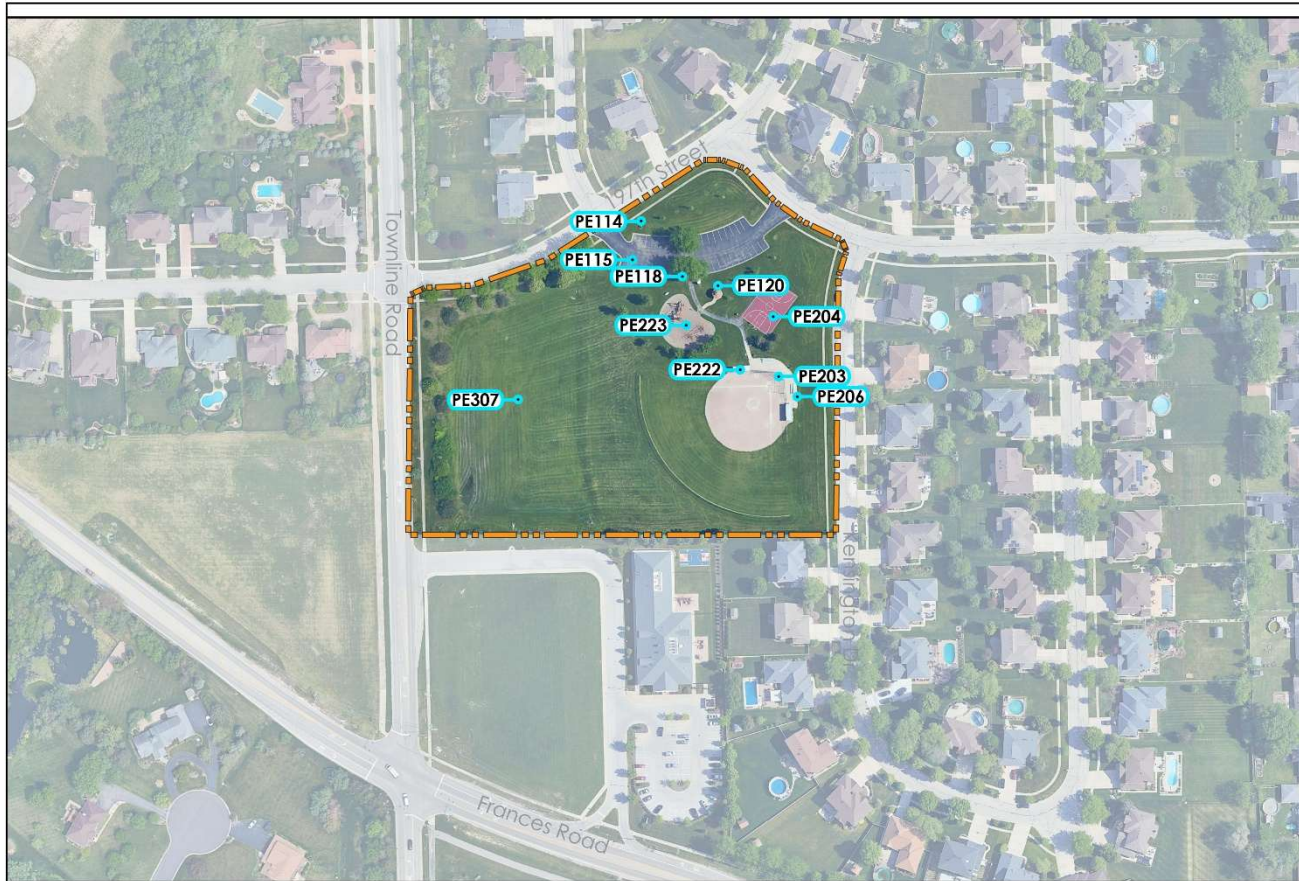 197th Street
PE114
Townline Road
PE115
PE118
PE120
PE204
PE223
PE222
PE203
PE206
PE307
Kensington
Frances Road